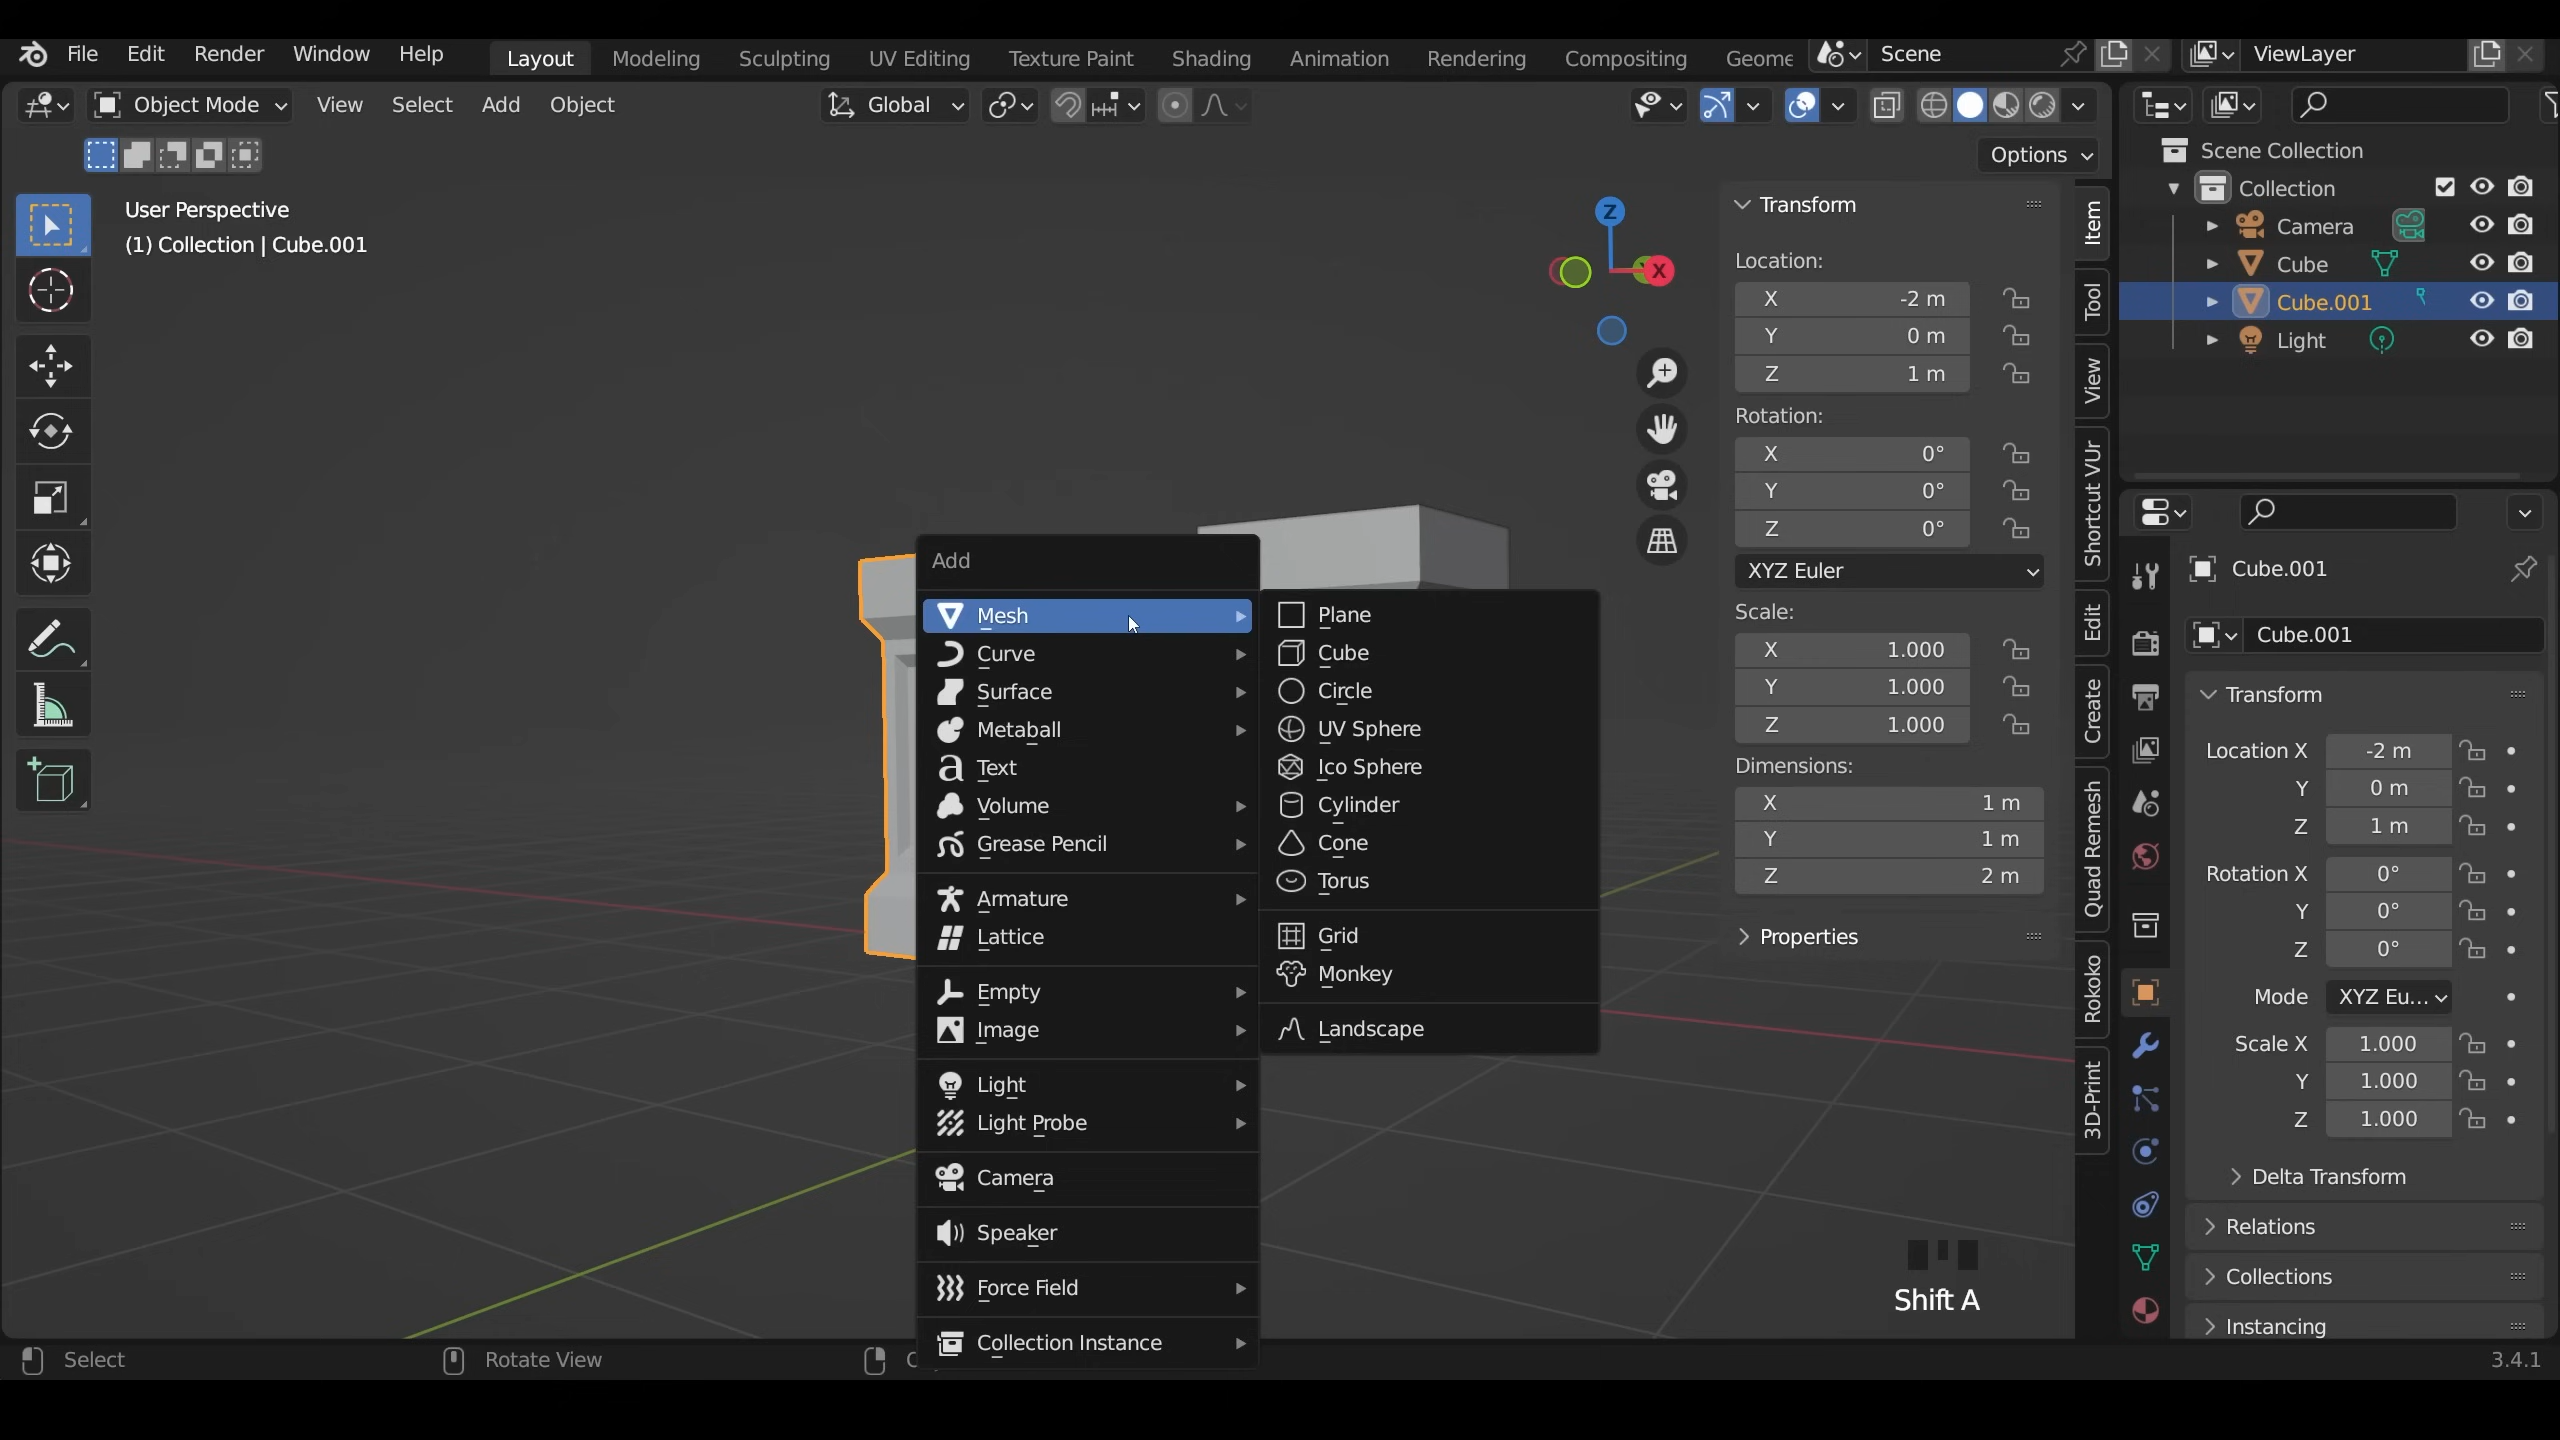 File Edit Render Window Help
Layout Modeling Sculpting UV Editing Texture Paint Shading Animation Rendering Compositing Geome
Scene
ViewLayer
Object Mode View Select Add Object
Global
Options
User Perspective
(1) Collection | Cube.001
Z
X
Transform
Location:
X -2 m
Y 0 m
Z 1 m
Rotation:
X 0°
Y 0°
Z 0°
XYZ Euler
Scale:
X 1.000
Y 1.000
Z 1.000
Dimensions:
X 1 m
Y 1 m
Z 2 m
Properties
Item
Tool
View
Shortcut VUr
Edit
Create
Quad Remesh
Rokoko
3D-Print
Add
Mesh
Curve
Surface
Metaball
Text
Volume
Grease Pencil
Armature
Lattice
Empty
Image
Light
Light Probe
Camera
Speaker
Force Field
Collection Instance
Plane
Cube
Circle
UV Sphere
Ico Sphere
Cylinder
Cone
Torus
Grid
Monkey
Landscape
Shift A
Scene Collection
Collection
Camera
Cube
Cube.001
Light
Cube.001
Cube.001
Transform
Location X -2 m
Y 0 m
Z 1 m
Rotation X 0°
Y 0°
Z 0°
Mode XYZ Eu...
Scale X 1.000
Y 1.000
Z 1.000
Delta Transform
Relations
Collections
Instancing
Select
Rotate View
3.4.1